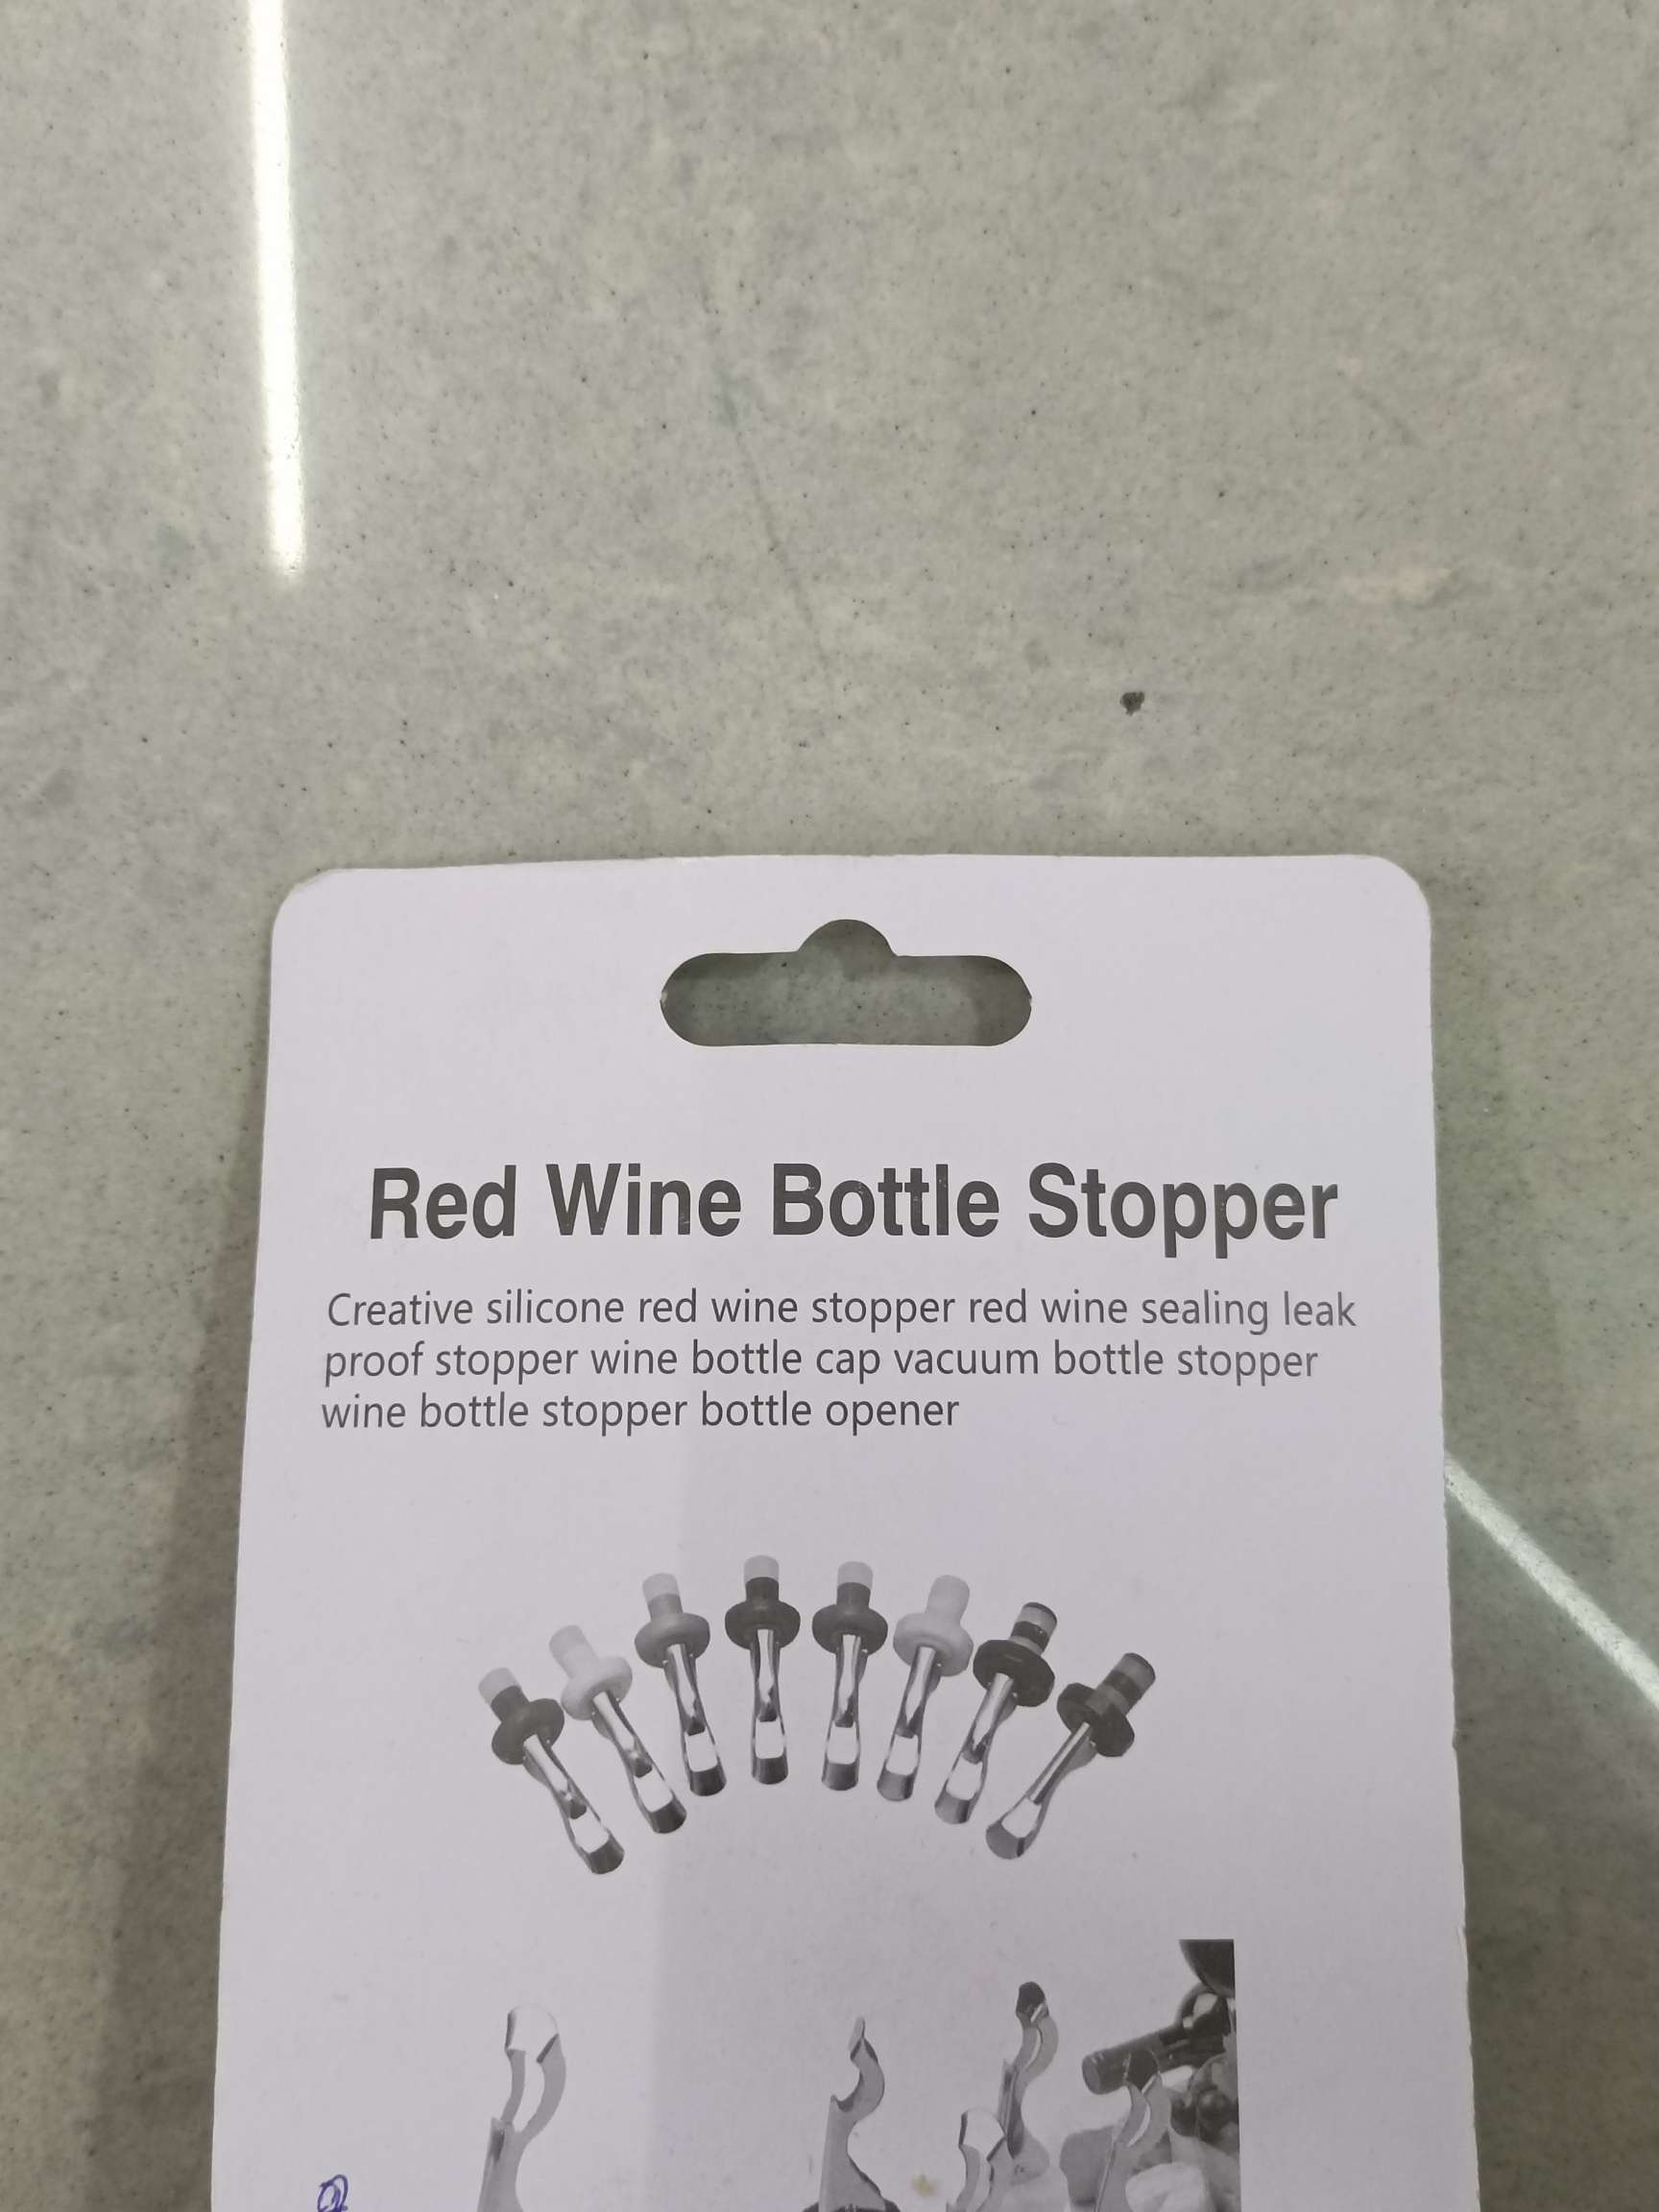 Red Wine Bottle Stopper
Creative silicone red wine stopper red wine sealing leak
proof stopper wine bottle cap vacuum bottle stopper
wine bottle stopper bottle opener